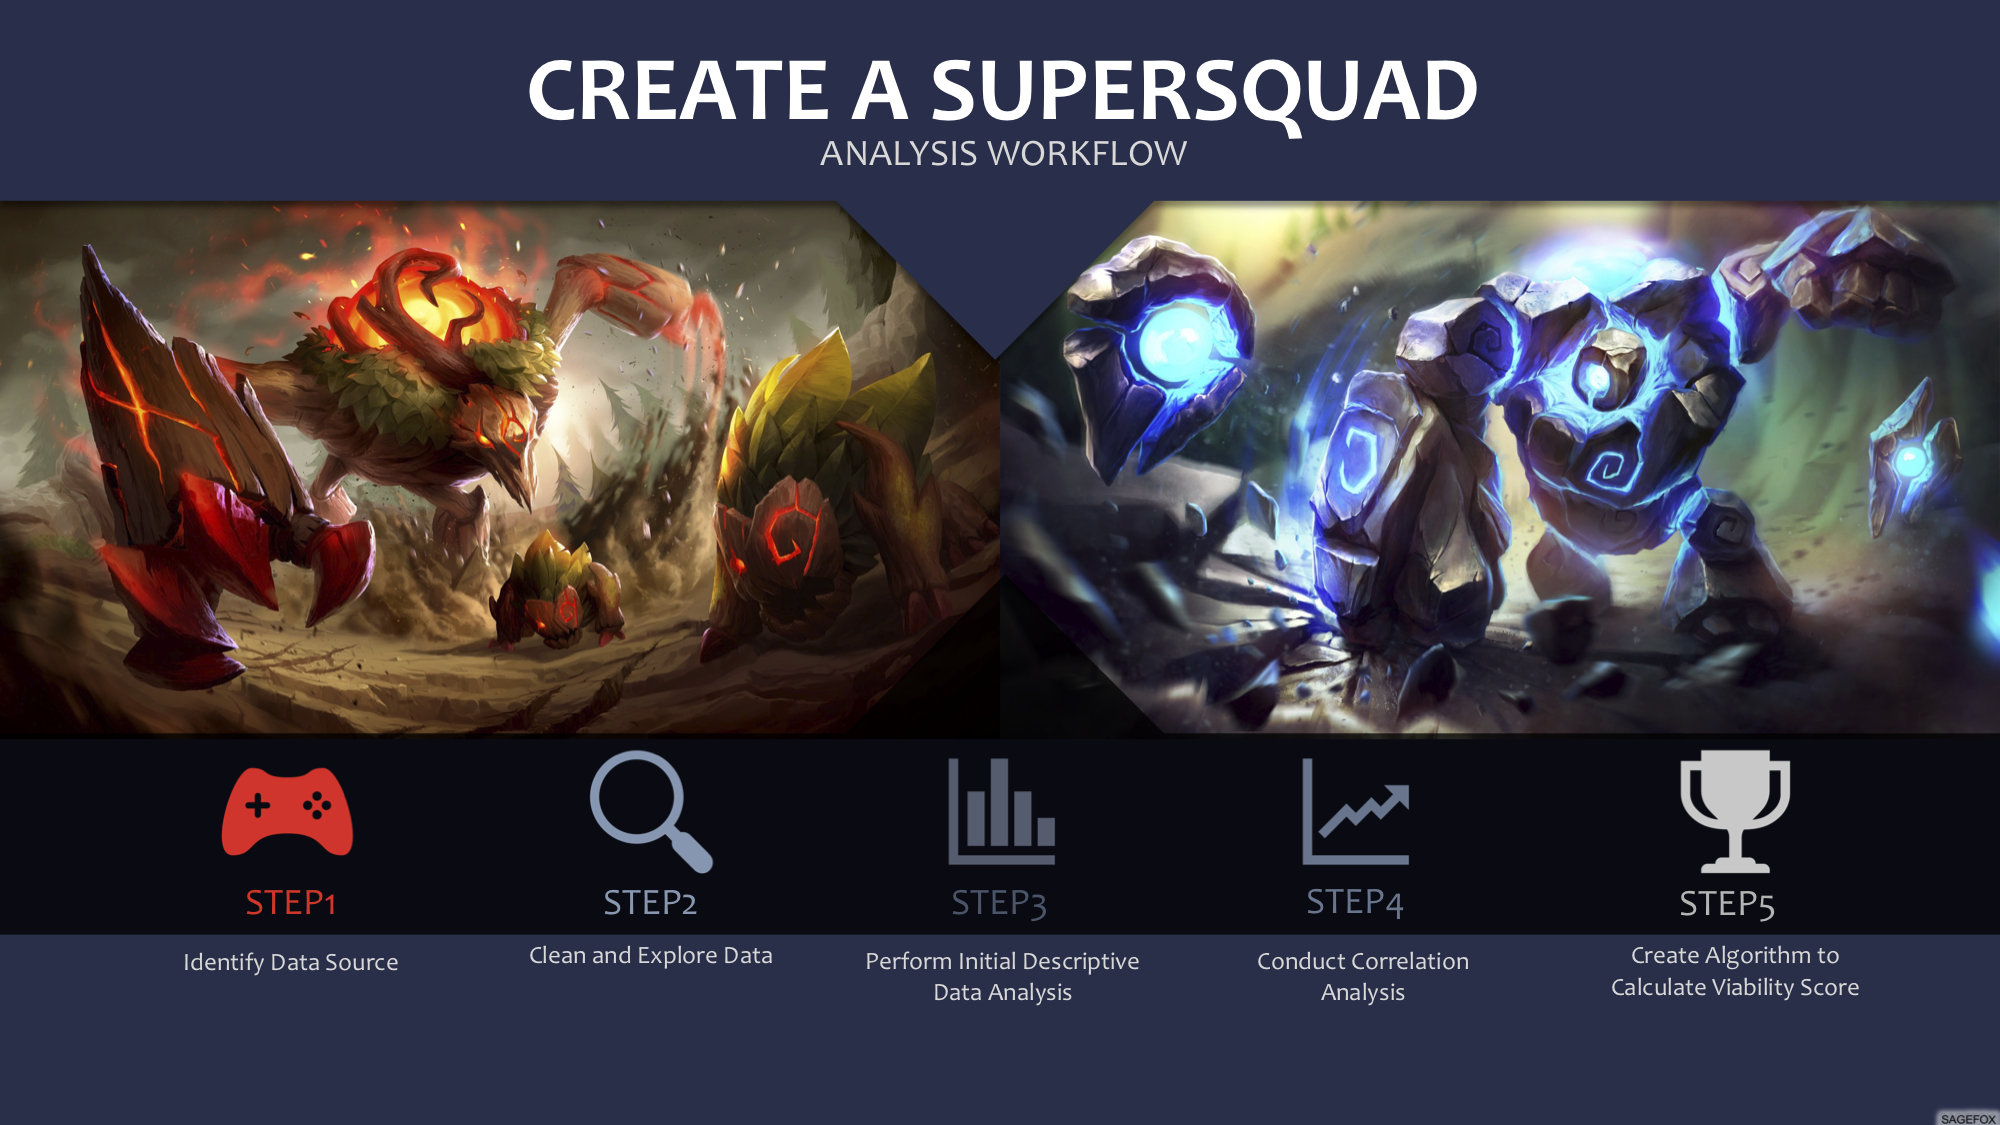 CREATE A SUPERSQUAD
ANALYSIS WORKFLOW
STEP1
Identify Data Source
STEP2
Clean and Explore Data
STEP3
Perform Initial Descriptive
Data Analysis
STEP4
Conduct Correlation
Analysis
STEP5
Create Algorithm to
Calculate Viability Score
SAGEFOX